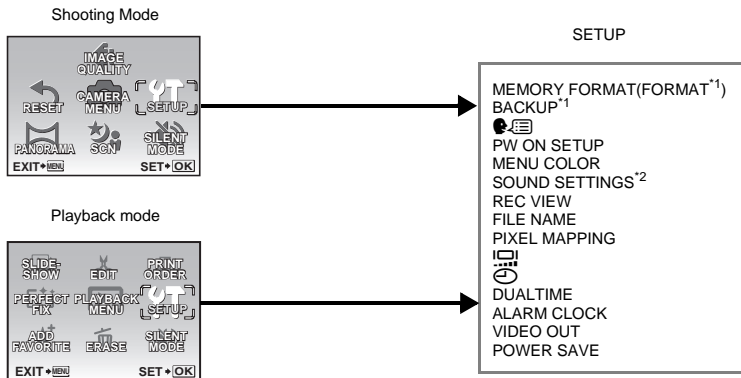 Shooting Mode
IMAGE QUALITY
RESET
CAMERA MENU
SETUP
PANORAMA
SCN
SILENT MODE
EXIT MENU
SET OK
Playback mode
SLIDE-SHOW
EDIT
PRINT ORDER
PERFECT FIX
PLAYBACK MENU
SETUP
ADD FAVORITE
ERASE
SILENT MODE
EXIT MENU
SET OK
SETUP
MEMORY FORMAT(FORMAT*1)
BACKUP*1
PW ON SETUP
MENU COLOR
SOUND SETTINGS*2
REC VIEW
FILE NAME
PIXEL MAPPING
DUALTIME
ALARM CLOCK
VIDEO OUT
POWER SAVE